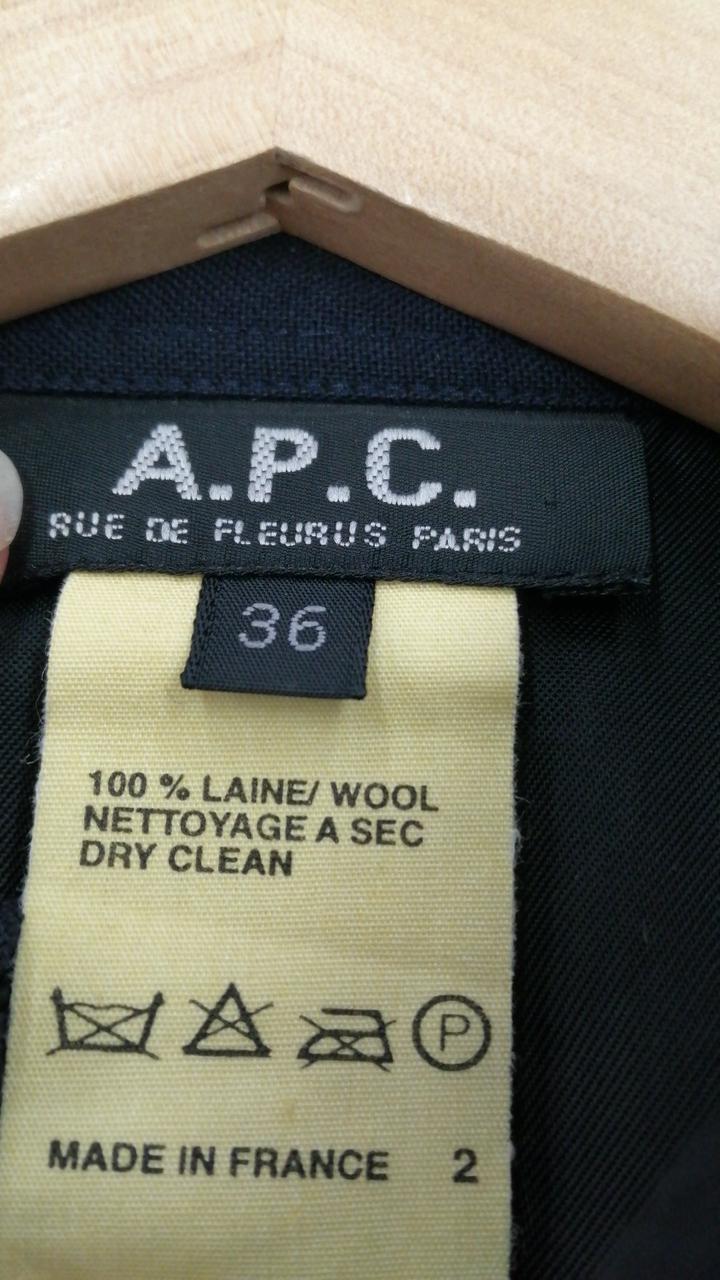 A.P.C.
RUE DE FLEURUS PARIS
36
100 % LAINE/ WOOL
NETTOYAGE A SEC
DRY CLEAN
P
MADE IN FRANCE 2